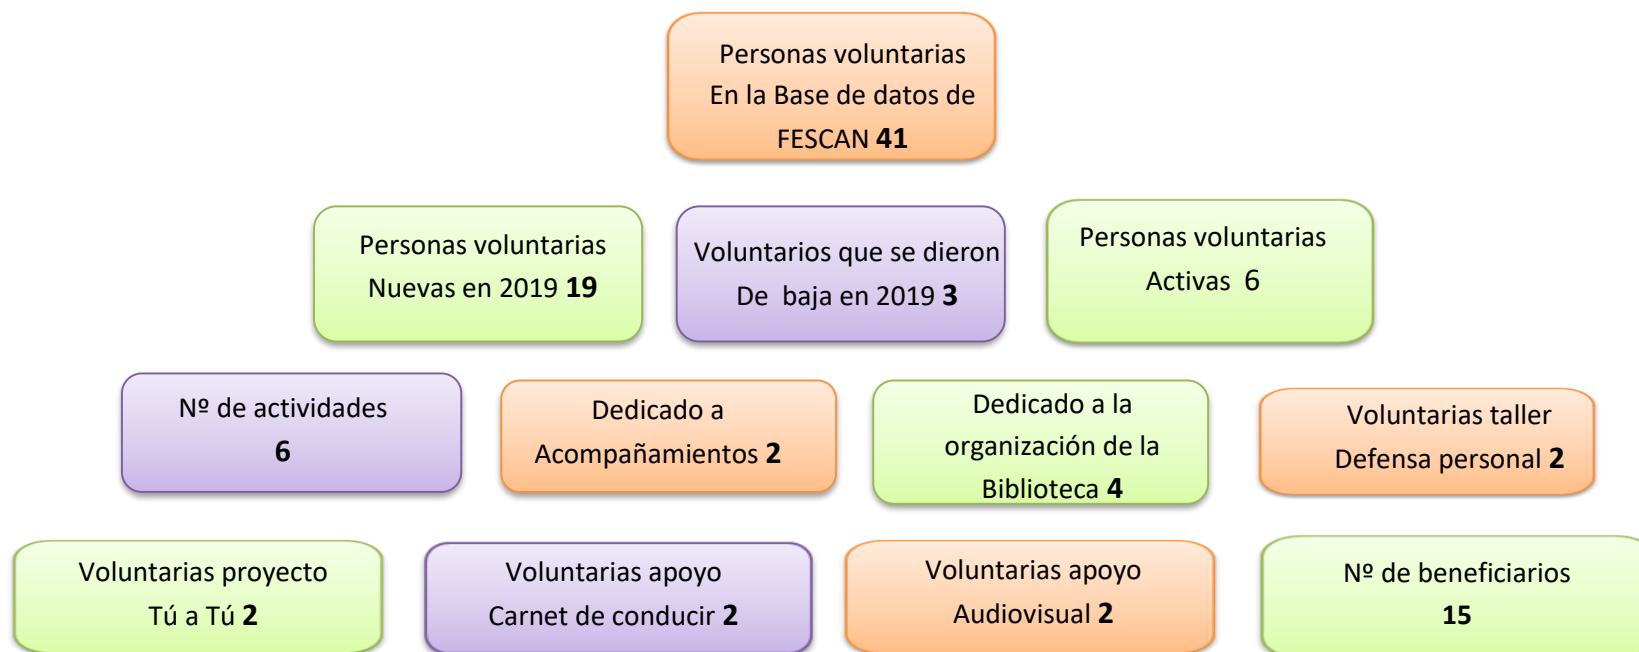 Personas voluntarias
En la Base de datos de
FESCAN 41
Personas voluntarias
Nuevas en 2019 19
Voluntarios que se dieron
De baja en 2019 3
Personas voluntarias
Activas 6
Nº de actividades
6
Dedicado a
Acompañamientos 2
Dedicado a la
organización de la
Biblioteca 4
Voluntarias taller
Defensa personal 2
Voluntarias proyecto
Tú a Tú 2
Voluntarias apoyo
Carnet de conducir 2
Voluntarias apoyo
Audiovisual 2
Nº de beneficiarios
15